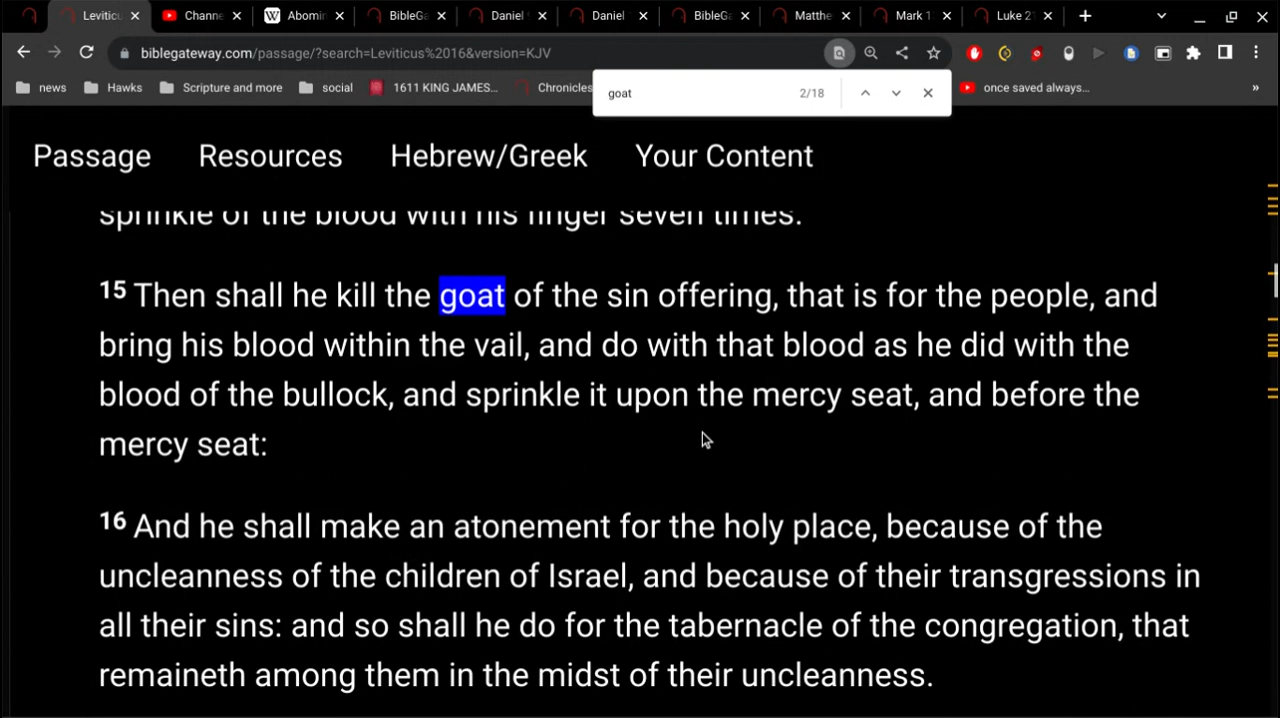 Leviti
Channe
W Abomin
BibleGa
Daniel 9
Daniel
BibleGa
Matthe
Mark 1
Luke 21
biblegateway.com/passage/?search=Leviticus%2016&version=KJV
news
Hawks
Scripture and more
social
1611 KING JAMES...
Chronicles
once saved always...
»
goat 2/18
Passage Resources Hebrew/Greek Your Content
sprinkle of the blood with his finger seven times.
15 Then shall he kill the goat of the sin offering, that is for the people, and
bring his blood within the vail, and do with that blood as he did with the
blood of the bullock, and sprinkle it upon the mercy seat, and before the
mercy seat:
16 And he shall make an atonement for the holy place, because of the
uncleanness of the children of Israel, and because of their transgressions in
all their sins: and so shall he do for the tabernacle of the congregation, that
remaineth among them in the midst of their uncleanness.